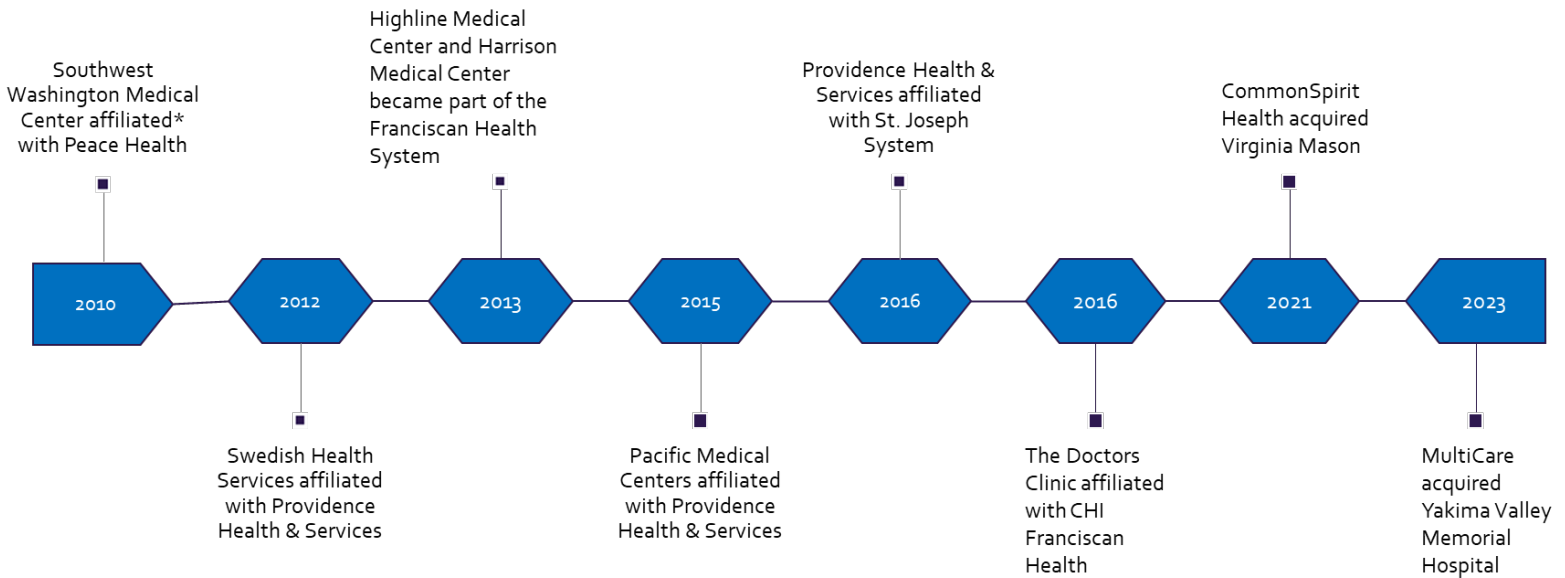 Southwest
Washington Medical
Center affiliated*
with Peace Health
Highline Medical
Center and Harrison
Medical Center
became part of the
Franciscan Health
System
Providence Health &
Services affiliated
with St. Joseph
System
CommonSpirit
Health acquired
Virginia Mason
2010
2012
2013
2015
2016
2016
2021
2023
Swedish Health
Services affiliated
with Providence
Health & Services
Pacific Medical
Centers affiliated
with Providence
Health & Services
The Doctors
Clinic affiliated
with CHI
Franciscan
Health
MultiCare
acquired
Yakima Valley
Memorial
Hospital